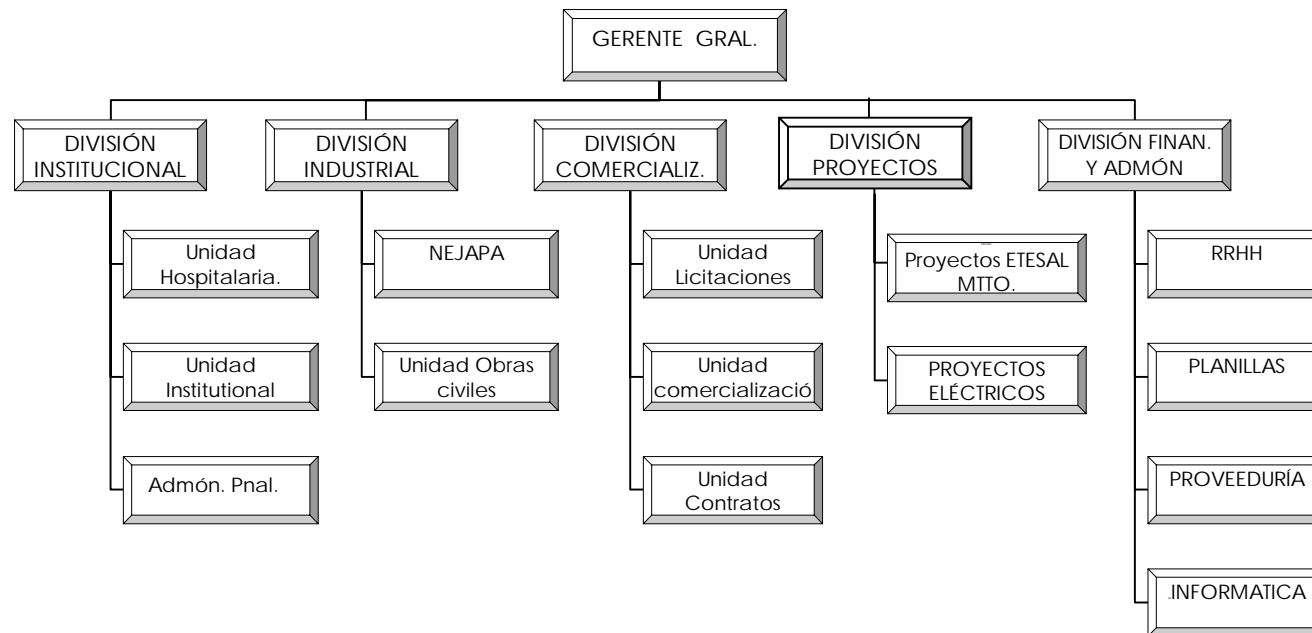 GERENTE GRAL.
DIVISIÓN
INSTITUCIONAL
DIVISIÓN
INDUSTRIAL
DIVISIÓN
COMERCIALIZ.
DIVISIÓN
PROYECTOS
DIVISIÓN FINAN.
Y ADMÓN
Unidad
Hospitalaria.
Unidad
Institutional
Admón. Pnal.
NEJAPA
Unidad Obras
civiles
Unidad
Licitaciones
Unidad
comercializació
Unidad
Contratos
Proyectos ETESAL
MTTO.
PROYECTOS
ELÉCTRICOS
RRHH
PLANILLAS
PROVEEDURÍA
INFORMATICA